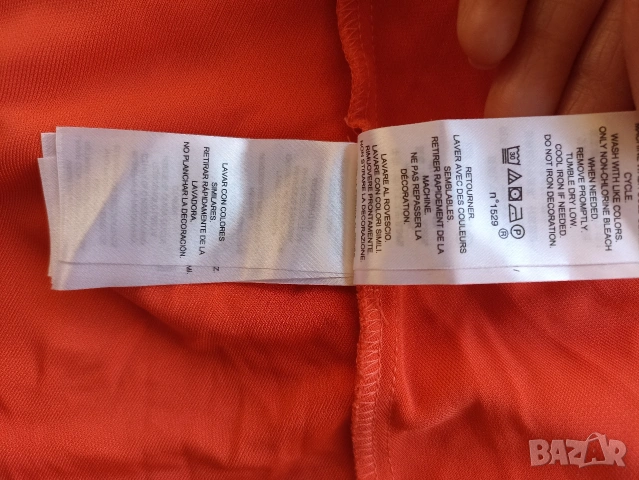 CYCLE
WASH WITH LIKE COLORS.
ONLY NON-CHLORINE BLEACH
WHEN NEEDED.
TUMBLE DRY LOW.
REMOVE PROMPTLY.
COOL IRON IF NEEDED.
DO NOT IRON DECORATION.
30 P
n°1529 ®
RETOURNER.
LAVER AVEC DES COULEURS
SEMBLABLES.
RETIRER RAPIDEMENT DE LA
MACHINE.
NE PAS REPASSER LA
DÉCORATION.
LAVARE AL ROVESCIO.
LAVARE CON COLORI SIMILI.
RIMUOVERE PRONTAMENTE.
NON STIRARE LA DECORAZIONE.
LAVAR CON COLORES
SIMILARES.
RETIRAR RÁPIDAMENTE DE LA
LAVADORA.
NO PLANCHAR LA DECORACIÓN.
BAZAR